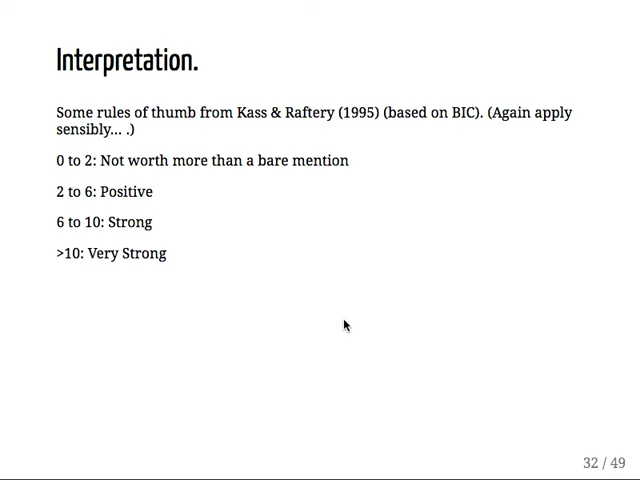 Interpretation.
Some rules of thumb from Kass & Raftery (1995) (based on BIC). (Again apply
sensibly... .)
0 to 2: Not worth more than a bare mention
2 to 6: Positive
6 to 10: Strong
>10: Very Strong
32 / 49